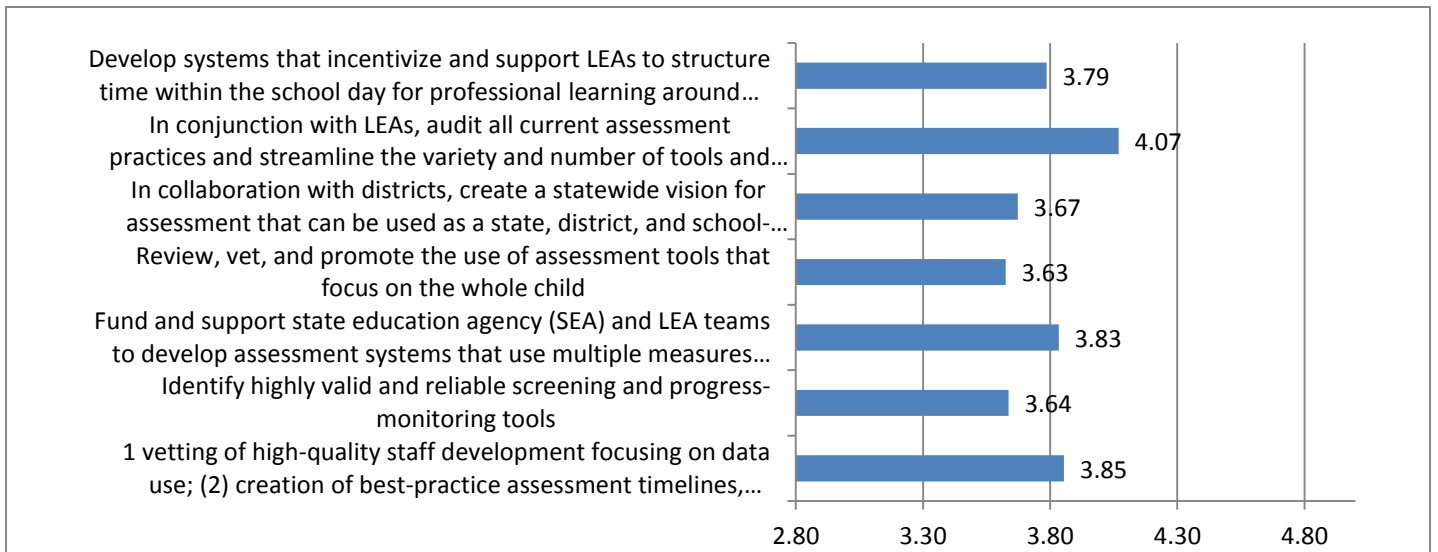 Develop systems that incentivize and support LEAs to structure
time within the school day for professional learning around…
3.79
In conjunction with LEAs, audit all current assessment
practices and streamline the variety and number of tools and…
4.07
In collaboration with districts, create a statewide vision for
assessment that can be used as a state, district, and school-…
3.67
Review, vet, and promote the use of assessment tools that
focus on the whole child
3.63
Fund and support state education agency (SEA) and LEA teams
to develop assessment systems that use multiple measures…
3.83
Identify highly valid and reliable screening and progress-
monitoring tools
3.64
1 vetting of high-quality staff development focusing on data
use; (2) creation of best-practice assessment timelines,…
3.85
2.80 3.30 3.80 4.30 4.80